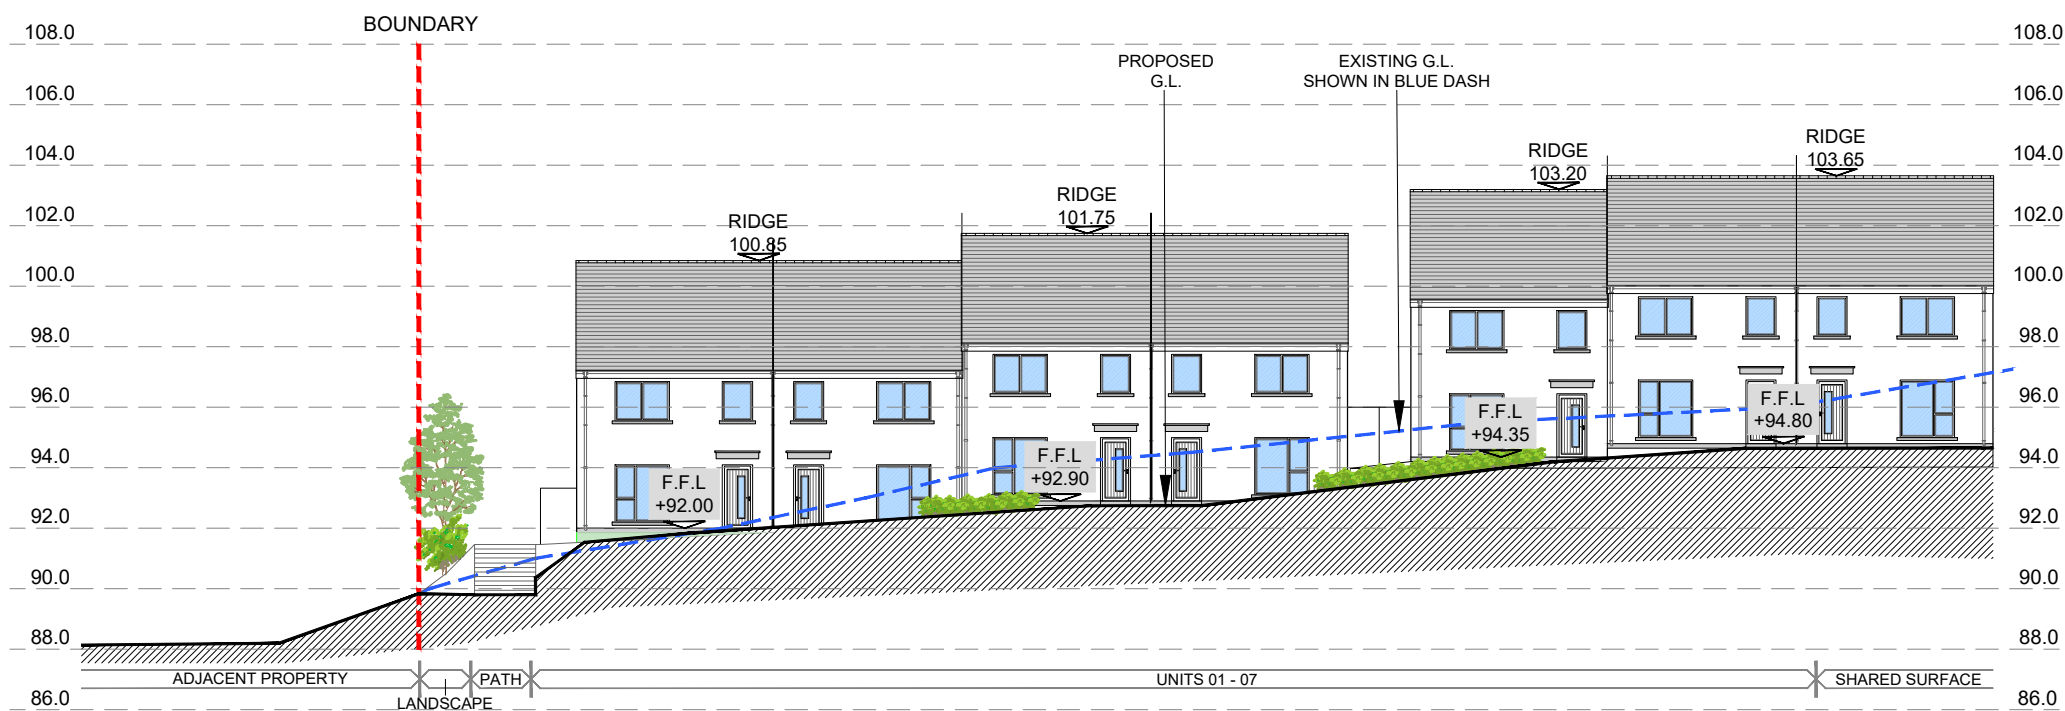 BOUNDARY
108.0
108.0
PROPOSED
G.L.
EXISTING G.L.
SHOWN IN BLUE DASH
106.0
106.0
104.0
RIDGE
103.20
RIDGE
103.65
104.0
102.0
RIDGE
100.85
RIDGE
101.75
102.0
100.0
100.0
98.0
98.0
96.0
F.F.L
+94.35
F.F.L
+94.80
96.0
94.0
F.F.L
+92.00
F.F.L
+92.90
94.0
92.0
92.0
90.0
90.0
88.0
88.0
ADJACENT PROPERTY
LANDSCAPE
PATH
UNITS 01 - 07
SHARED SURFACE
86.0
86.0